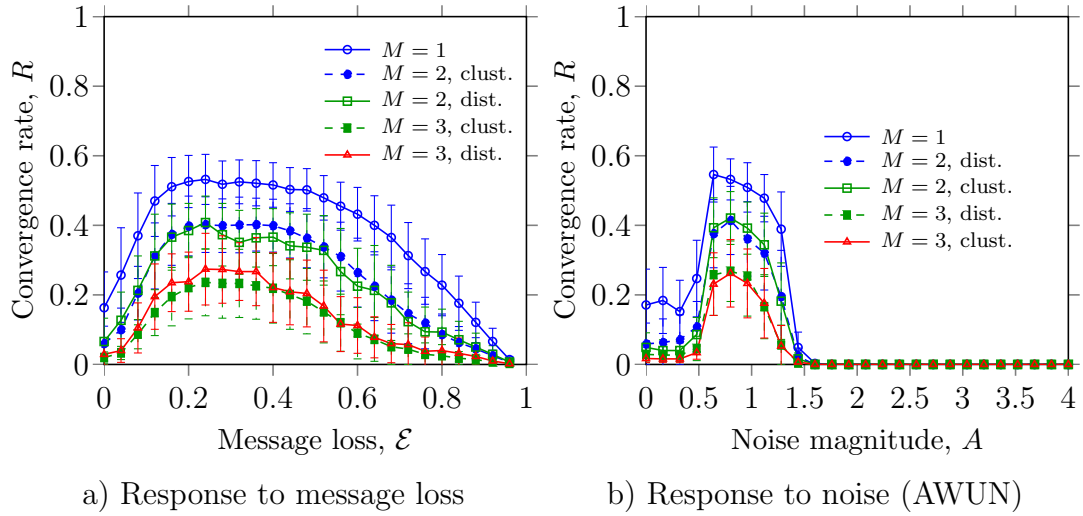 1
0.8
0.6
0.4
0.2
0
Convergence rate, R
M = 1
M = 2, clust.
M = 2, dist.
M = 3, clust.
M = 3, dist.
0 0.2 0.4 0.6 0.8 1
Message loss, ℰ
a) Response to message loss
1
0.8
0.6
0.4
0.2
0
Convergence rate, R
M = 1
M = 2, dist.
M = 2, clust.
M = 3, dist.
M = 3, clust.
0 0.5 1 1.5 2 2.5 3 3.5 4
Noise magnitude, A
b) Response to noise (AWUN)